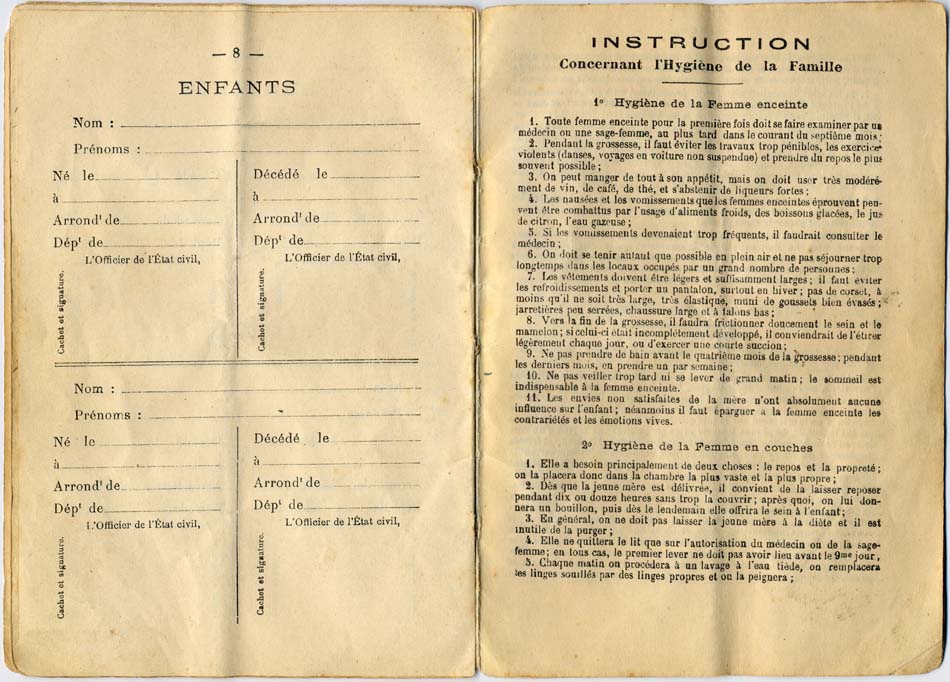 — 8 —
ENFANTS
Nom :
Prénoms :
Né le
à
Arrondt de
Dépt de
L'Officier de l'État civil,
Cachet et signature.
Décédé le
à
Arrondt de
Dépt de
L'Officier de l'État civil,
Cachet et signature.
Nom :
Prénoms :
Né le
à
Arrondt de
Dépt de
L'Officier de l'État civil,
Cachet et signature.
Décédé le
à
Arrondt de
Dépt de
L'Officier de l'État civil,
Cachet et signature.
INSTRUCTION
Concernant l'Hygiène de la Famille
1º Hygiène de la Femme enceinte
1. Toute femme enceinte pour la première fois doit se faire examiner par un
médecin ou une sage-femme, au plus tard dans le courant du septième mois ;
2. Pendant la grossesse, il faut éviter les travaux trop pénibles, les exercices
violents (danses, voyages en voiture non suspendue) et prendre du repos le plus
souvent possible ;
3. On peut manger de tout à son appétit, mais on doit user très modéré-
ment de vin, de café, de thé, et s'abstenir de liqueurs fortes ;
4. Les nausées et les vomissements que les femmes enceintes éprouvent peu-
vent être combattus par l'usage d'aliments froids, des boissons glacées, le jus
de citron, l'eau gazeuse ;
5. Si les vomissements devenaient trop fréquents, il faudrait consulter le
médecin ;
6. On doit se tenir autant que possible en plein air et ne pas séjourner trop
longtemps dans les locaux occupés par un grand nombre de personnes ;
7. Les vêtements doivent être légers et suffisamment larges ; il faut eviter
les refroidissements et porter un pantalon, surtout en hiver ; pas de corset, à
moins qu'il ne soit très large, très élastique, muni de goussets bien évasés ;
jarretières peu serrées, chaussure large et à talons bas ;
8. Vers la fin de la grossesse, il faudra frictionner doucement le sein et le
mamelon ; si celui-ci était incomplétement développé, il conviendrait de l'étirer
légèrement chaque jour, ou d'exercer une courte succion ;
9. Ne pas prendre de bain avant le quatrième mois de la grossesse ; pendant
les derniers mois, en prendre un par semaine ;
10. Ne pas veiller trop tard ni se lever de grand matin ; le sommeil est
indispensable à la femme enceinte.
11. Les envies non satisfaites de la mère n'ont absolument aucune
influence sur l'enfant ; néanmoins il faut épargner a la femme enceinte les
contrariétés et les émotions vives.
2º Hygiène de la Femme en couches
1. Elle a besoin principalement de deux choses : le repos et la propreté ;
on la placera donc dans la chambre la plus vaste et la plus propre ;
2. Dès que la jeune mère est délivrée, il convient de la laisser reposer
pendant dix ou douze heures sans trop la couvrir ; après quoi, on lui don-
nera un bouillon, puis dès le lendemain elle offrira le sein à l'enfant ;
3. En général, on ne doit pas laisser la jeune mère à la diète et il est
inutile de la purger ;
4. Elle ne quittera le lit que sur l'autorisation du médecin ou de la sage-
femme ; en tous cas, le premier lever ne doit pas avoir lieu avant le 9me jour,
5. Chaque matin on procédera à un lavage à l'eau tiède, on remplacera
les linges souillés par des linges propres et on la peignera ;